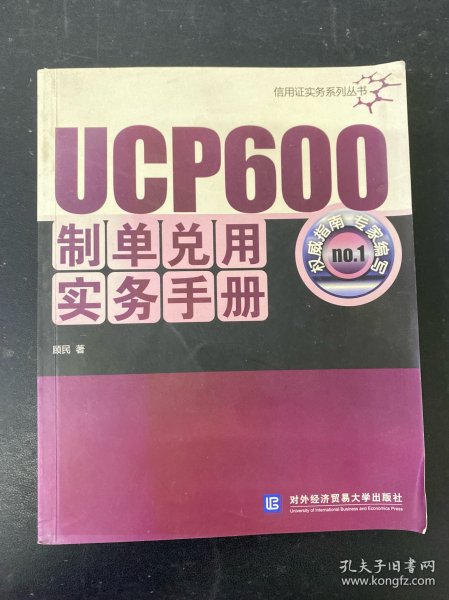 信用证实务系列丛书
UCP600
制单兑用
实务手册
权威指南 专家编写
no.1
顾民 著
对外经济贸易大学出版社
University of International Business and Economics Press
孔夫子旧书网
www.kongfz.com